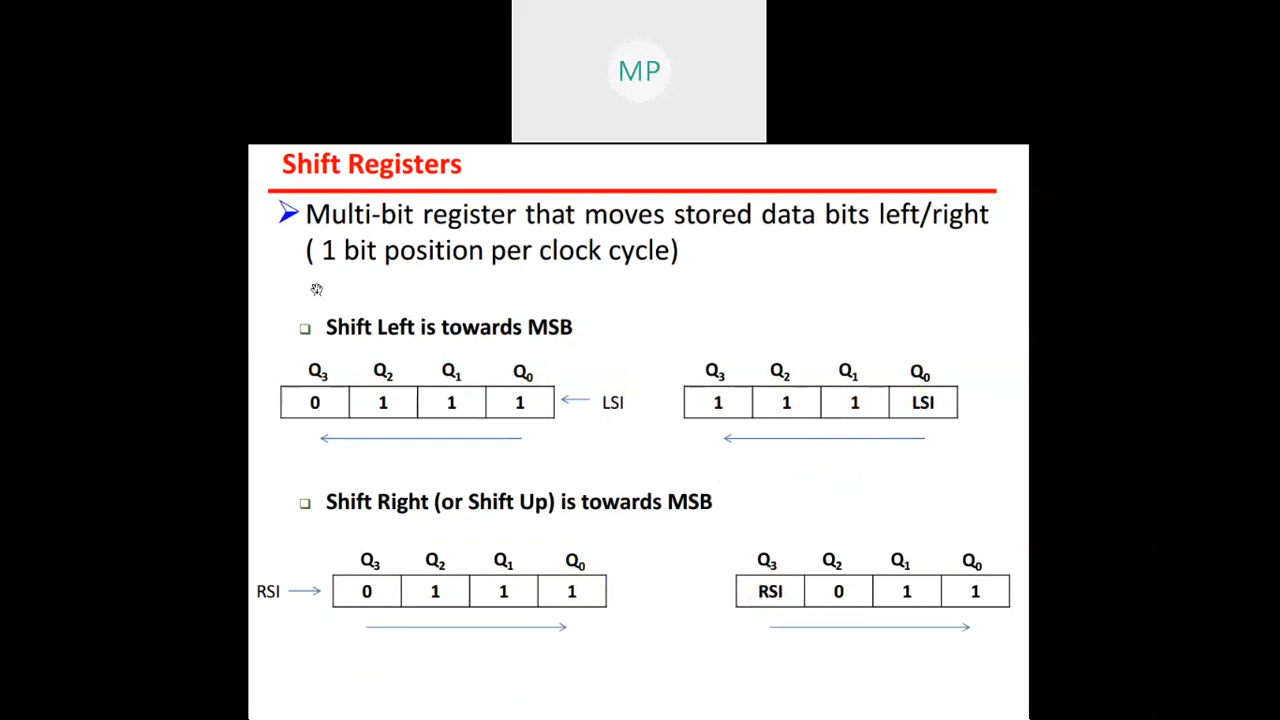 MP
Shift Registers
Multi-bit register that moves stored data bits left/right
( 1 bit position per clock cycle)
Shift Left is towards MSB
Q3 Q2 Q1 Q0 Q3 Q2 Q1 Q0
0 1 1 1 LSI 1 1 1 LSI
Shift Right (or Shift Up) is towards MSB
Q3 Q2 Q1 Q0 Q3 Q2 Q1 Q0
RSI 0 1 1 1 RSI 0 1 1